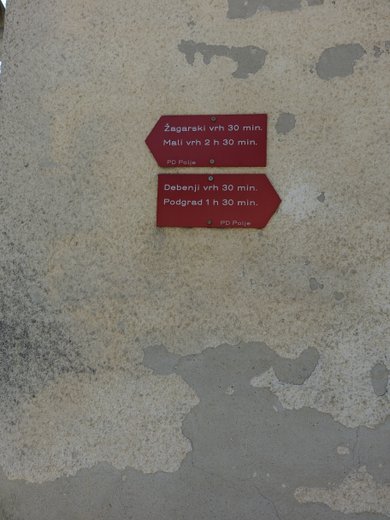 Žagarski vrh 30 min.
Mali vrh 2 h 30 min.
PD Polje
Debenji vrh 30 min.
Podgrad 1 h 30 min.
PD Polje